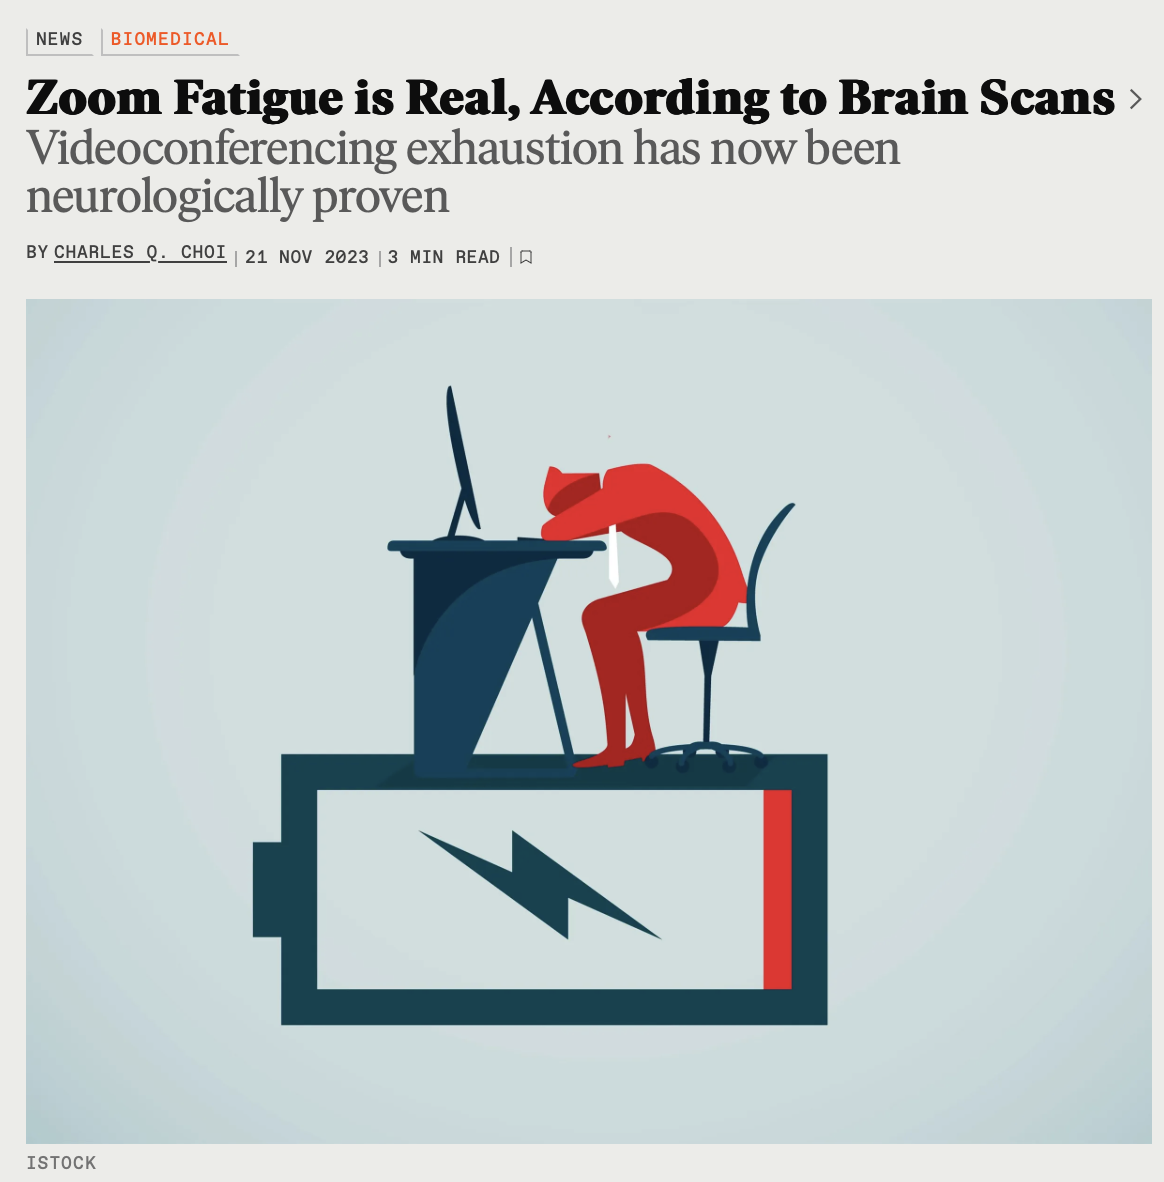 NEWS BIOMEDICAL
Zoom Fatigue is Real, According to Brain Scans
Videoconferencing exhaustion has now been
neurologically proven
BY CHARLES Q. CHOI | 21 NOV 2023 | 3 MIN READ |
ISTOCK